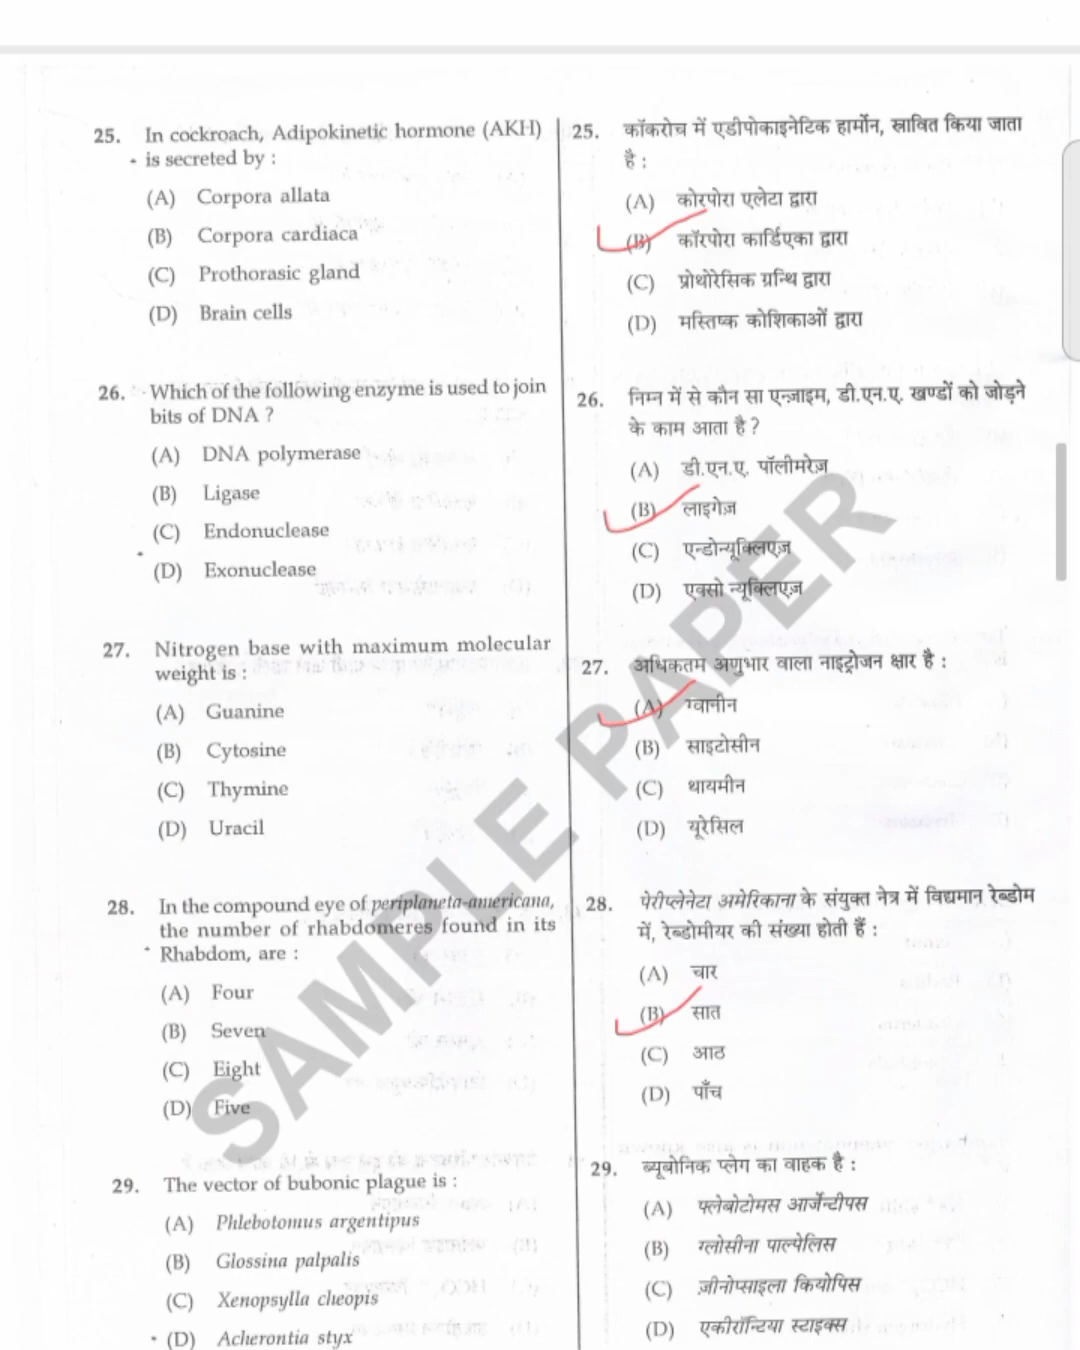 25. In cockroach, Adipokinetic hormone (AKH)
is secreted by :
(A) Corpora allata
(B) Corpora cardiaca
(C) Prothorasic gland
(D) Brain cells
26. Which of the following enzyme is used to join
bits of DNA ?
(A) DNA polymerase
(B) Ligase
(C) Endonuclease
(D) Exonuclease
27. Nitrogen base with maximum molecular
weight is :
(A) Guanine
(B) Cytosine
(C) Thymine
(D) Uracil
28. In the compound eye of periplaneta-americana,
the number of rhabdomeres found in its
Rhabdom, are :
(A) Four
(B) Seven
(C) Eight
(D) Five
29. The vector of bubonic plague is :
(A) Phlebotomus argentipus
(B) Glossina palpalis
(C) Xenopsylla cheopis
(D) Acherontia styx
25. कॉकरोच में एडीपोकाइनेटिक हार्मोन, स्रावित किया जाता
है :
(A) कोरपोरा एलेटा द्वारा
(B) कॉरपोरा कार्डिएका द्वारा
(C) प्रोथोरेसिक ग्रन्थि द्वारा
(D) मस्तिष्क कोशिकाओं द्वारा
26. निम्न में से कौन सा एन्ज़ाइम, डी.एन.ए. खण्डों को जोड़ने
के काम आता है ?
(A) डी.एन.ए. पॉलीमरेज़
(B) लाइगेज़
(C) एन्डोन्यूक्लिएज़
(D) एक्सो न्यूक्लिएज़
27. अधिकतम अणुभार वाला नाइट्रोजन क्षार है :
(A) ग्वानीन
(B) साइटोसीन
(C) थायमीन
(D) यूरेसिल
28. पेरीप्लेनेटा अमेरिकाना के संयुक्त नेत्र में विद्यमान रेब्डोम
में, रेब्डोमीयर की संख्या होती हैं :
(A) चार
(B) सात
(C) आठ
(D) पाँच
29. ब्यूबोनिक प्लेग का वाहक है :
(A) फ्लेबोटोमस आर्जेन्टीपस
(B) ग्लोसीना पाल्पेलिस
(C) ज़ीनोप्साइला कियोपिस
(D) एकीरॉन्टिया स्टाइक्स
SAMPLE PAPER